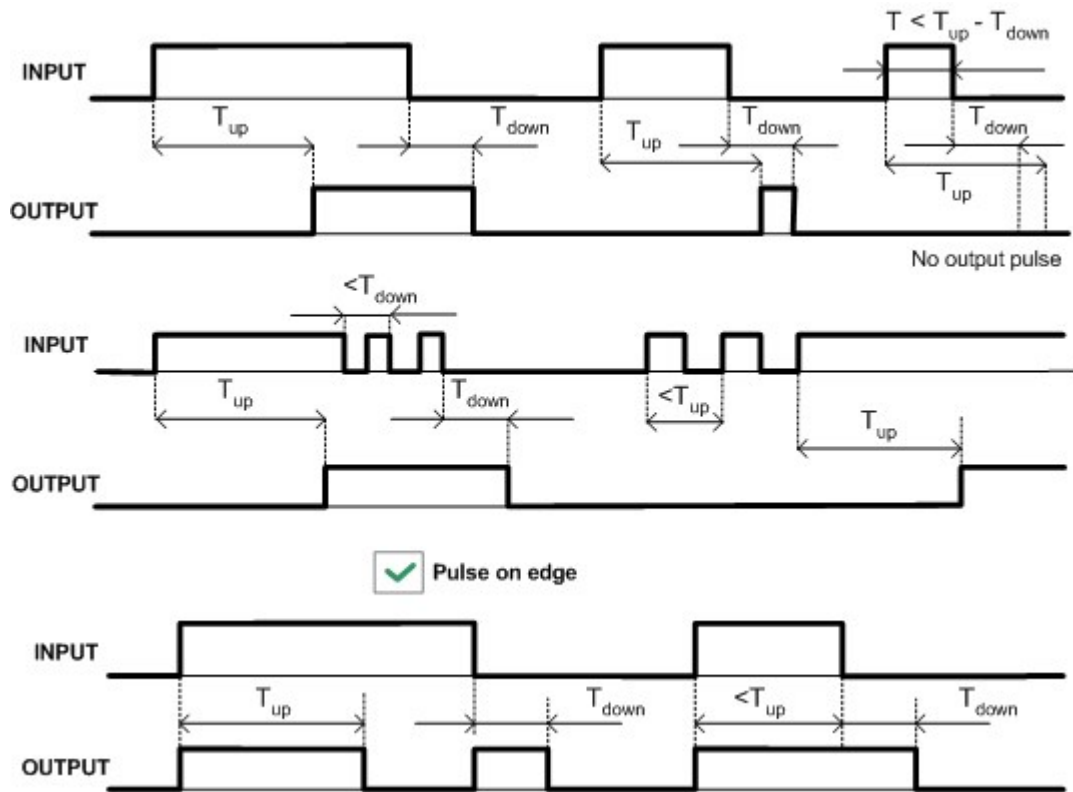 T < Tup - Tdown
INPUT
Tup
Tdown
Tup
Tdown
Tdown
Tup
OUTPUT
No output pulse
<Tdown
INPUT
Tup
Tdown
<Tup
Tup
OUTPUT
Pulse on edge
INPUT
Tup
Tdown
<Tup
Tdown
OUTPUT